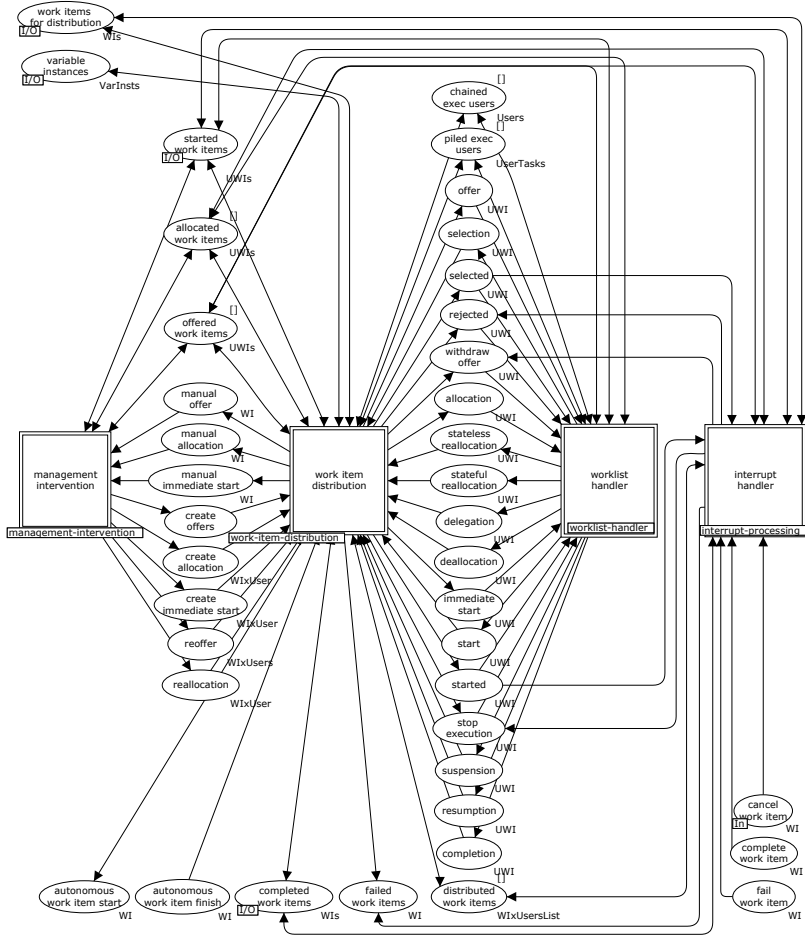 work items
for distribution
I/O
WIs
variable
instances
I/O
VarInsts
started
work items
I/O
UWIs
[]
allocated
work items
UWIs
[]
offered
work items
UWIs
manual
offer
WI
manual
allocation
WI
manual
immediate start
WI
create
offers
create
allocation
WIxUser
create
immediate start
WIxUser
reoffer
WIxUsers
reallocation
WIxUser
management
intervention
management-intervention
work item
distribution
work-item-distribution
[]
chained
exec users
Users
[]
piled exec
users
UserTasks
offer
UWI
selection
UWI
selected
UWI
rejected
UWI
withdraw
offer
UWI
allocation
UWI
stateless
reallocation
UWI
stateful
reallocation
UWI
delegation
UWI
deallocation
UWI
immediate
start
UWI
start
UWI
started
UWI
stop
execution
UWI
suspension
UWI
resumption
UWI
completion
UWI
worklist
handler
worklist-handler
interrupt
handler
interrupt-processing
cancel
work item
In
WI
complete
work item
WI
fail
work item
WI
autonomous
work item start
WI
autonomous
work item finish
WI
completed
work items
I/O
WIs
failed
work items
WI
[]
distributed
work items
WIxUsersList